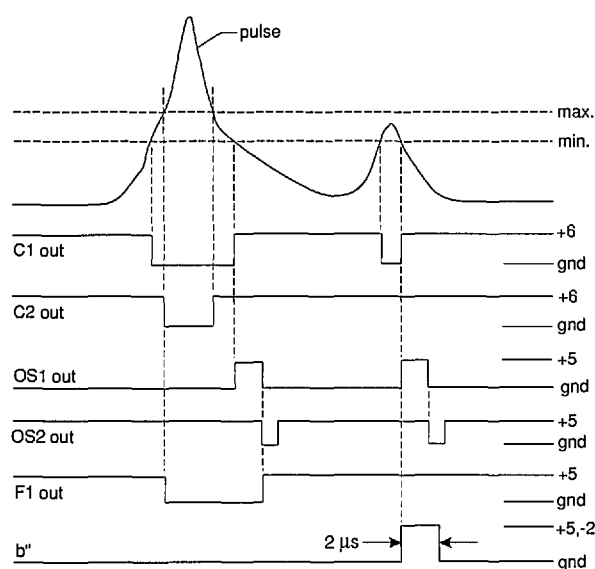 pulse
max.
min.
+6
C1 out
gnd
+6
C2 out
gnd
+5
OS1 out
gnd
+5
OS2 out
gnd
+5
F1 out
gnd
+5,-2
2 µs
b"
gnd